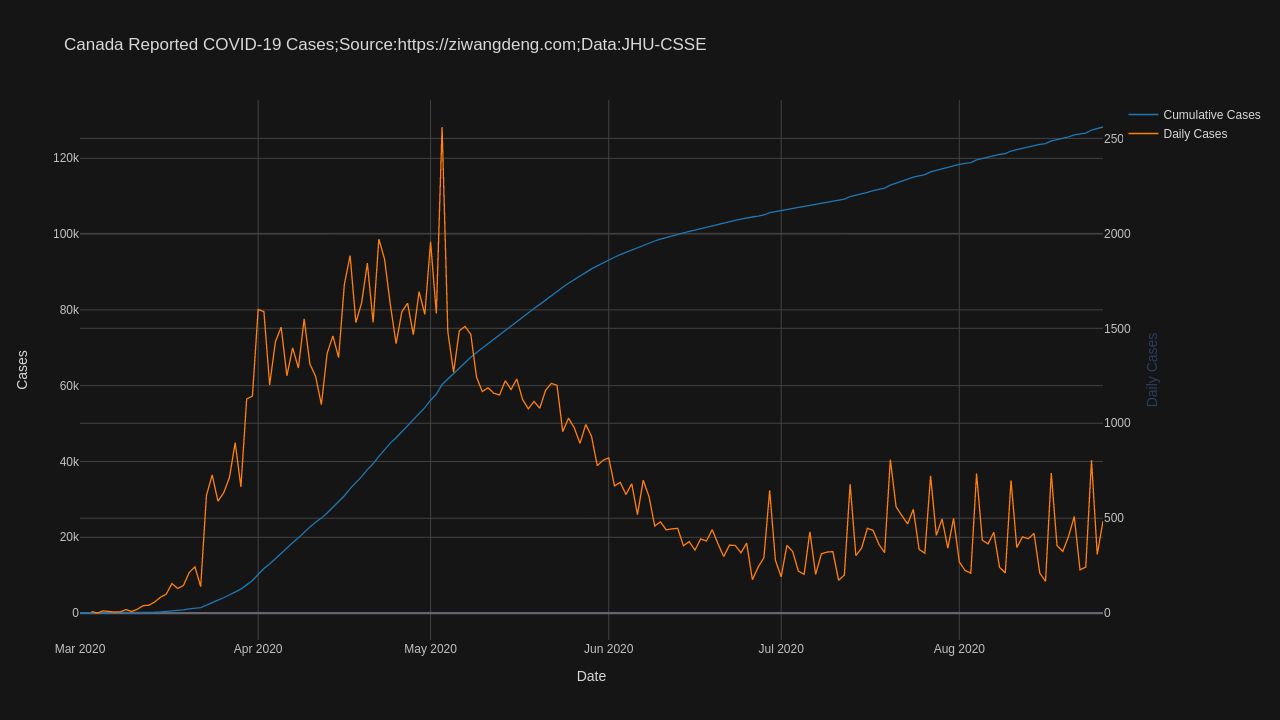 Canada Reported COVID-19 Cases;Source:https://ziwangdeng.com;Data:JHU-CSSE
Cumulative Cases
Daily Cases
120k
100k
80k
60k
40k
20k
0
2500
2000
1500
1000
500
0
Cases
Daily Cases
Mar 2020
Apr 2020
May 2020
Jun 2020
Jul 2020
Aug 2020
Date